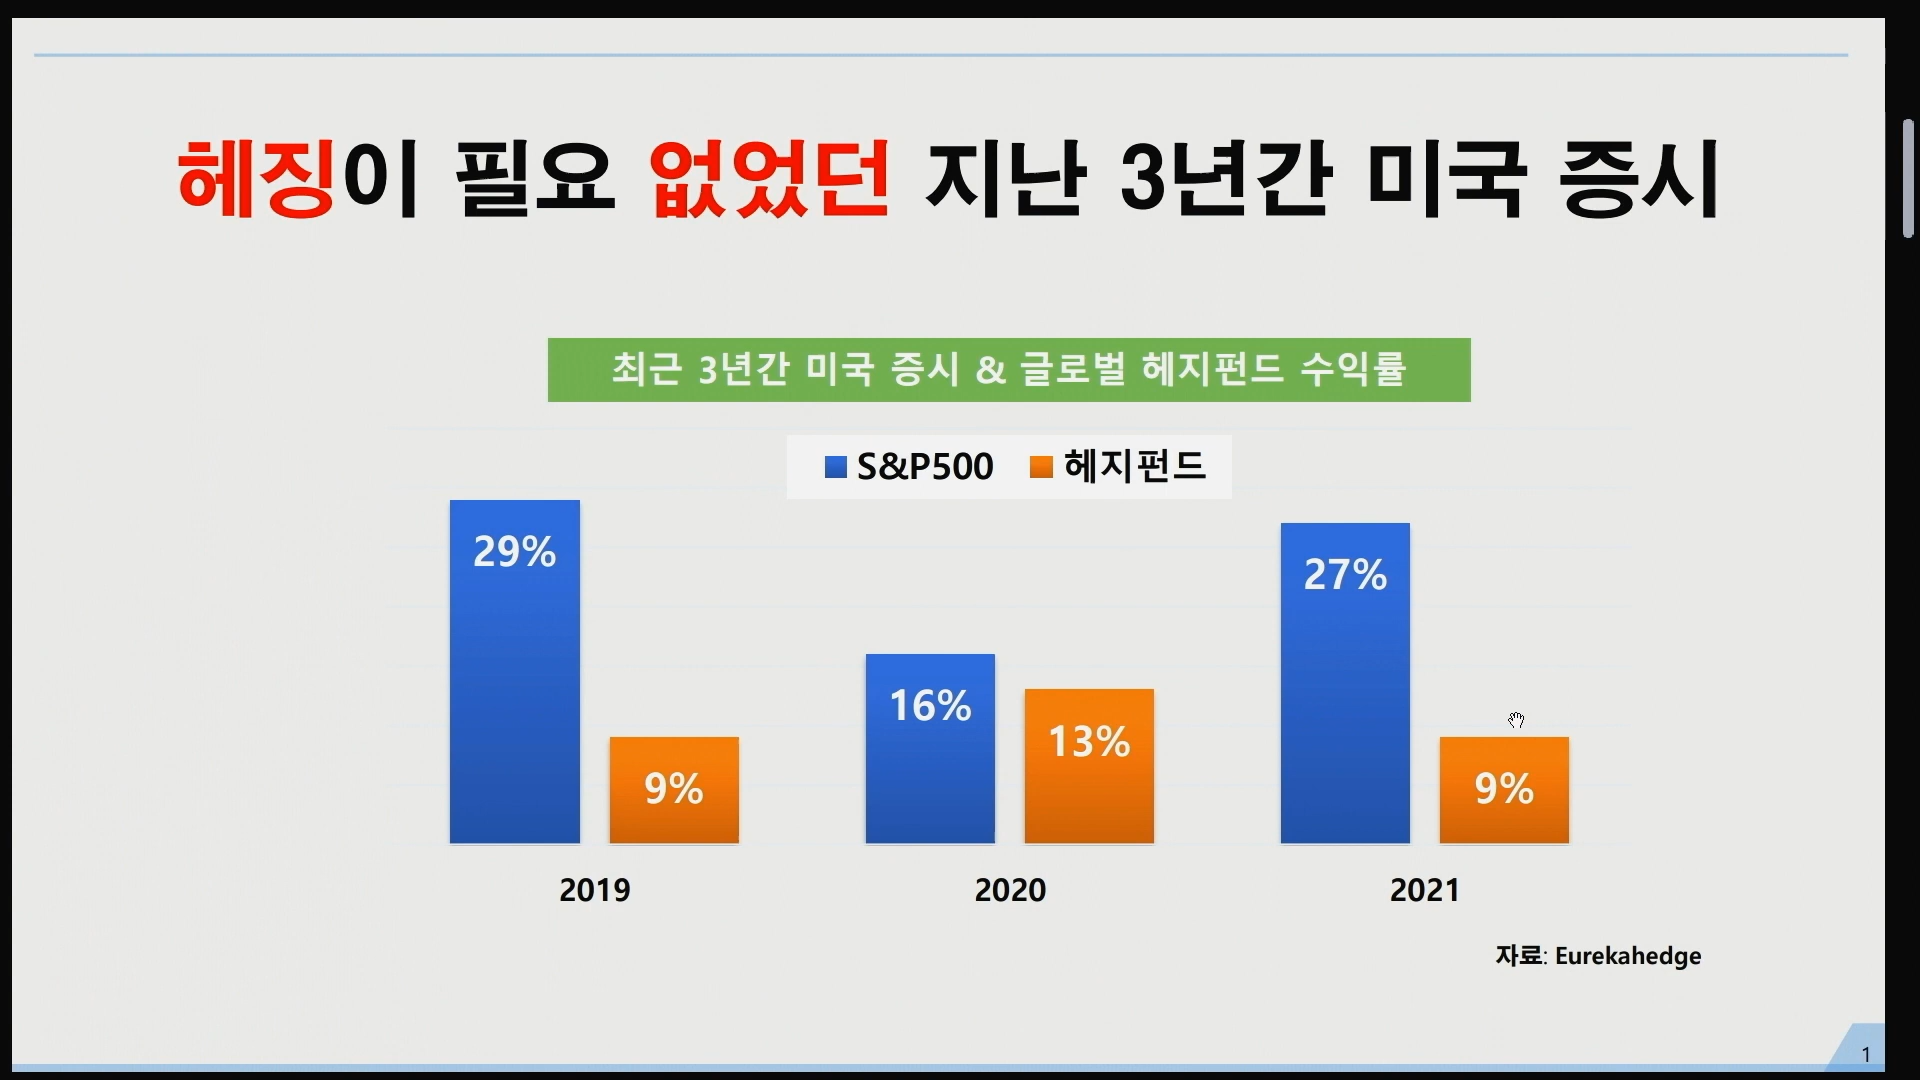 헤징이 필요 없었던 지난 3년간 미국 증시
최근 3년간 미국 증시 & 글로벌 헤지펀드 수익률
S&P500 헤지펀드
29%
9%
16%
13%
27%
9%
2019 2020 2021
자료: Eurekahedge
1